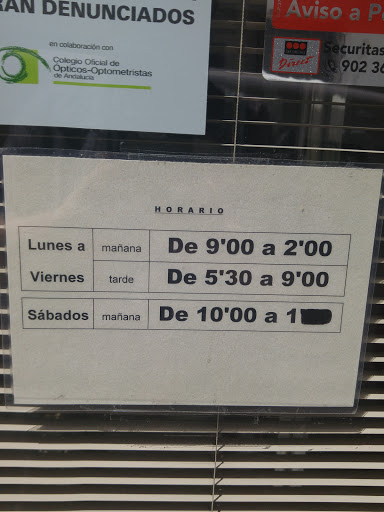 RAN DENUNCIADOS
en colaboración con
Colegio Oficial de
Ópticos-Optometristas
de Andalucía
Aviso a P
Securitas
Direct
902 36
HORARIO
Lunes a mañana De 9'00 a 2'00
Viernes tarde De 5'30 a 9'00
Sábados mañana De 10'00 a 1